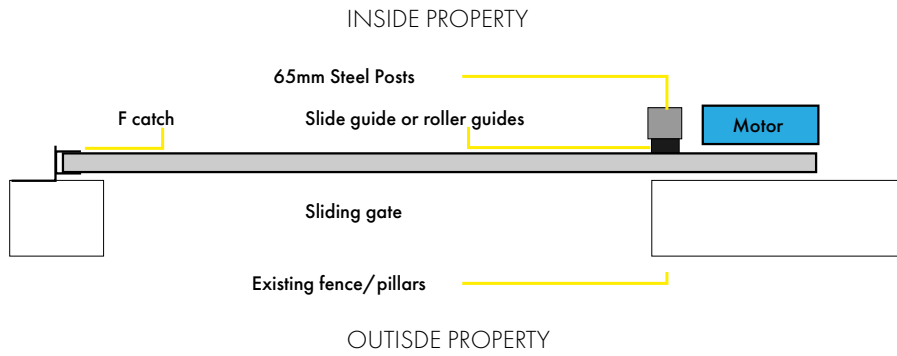 INSIDE PROPERTY
65mm Steel Posts
F catch
Slide guide or roller guides
Motor
Sliding gate
Existing fence/pillars
OUTISDE PROPERTY